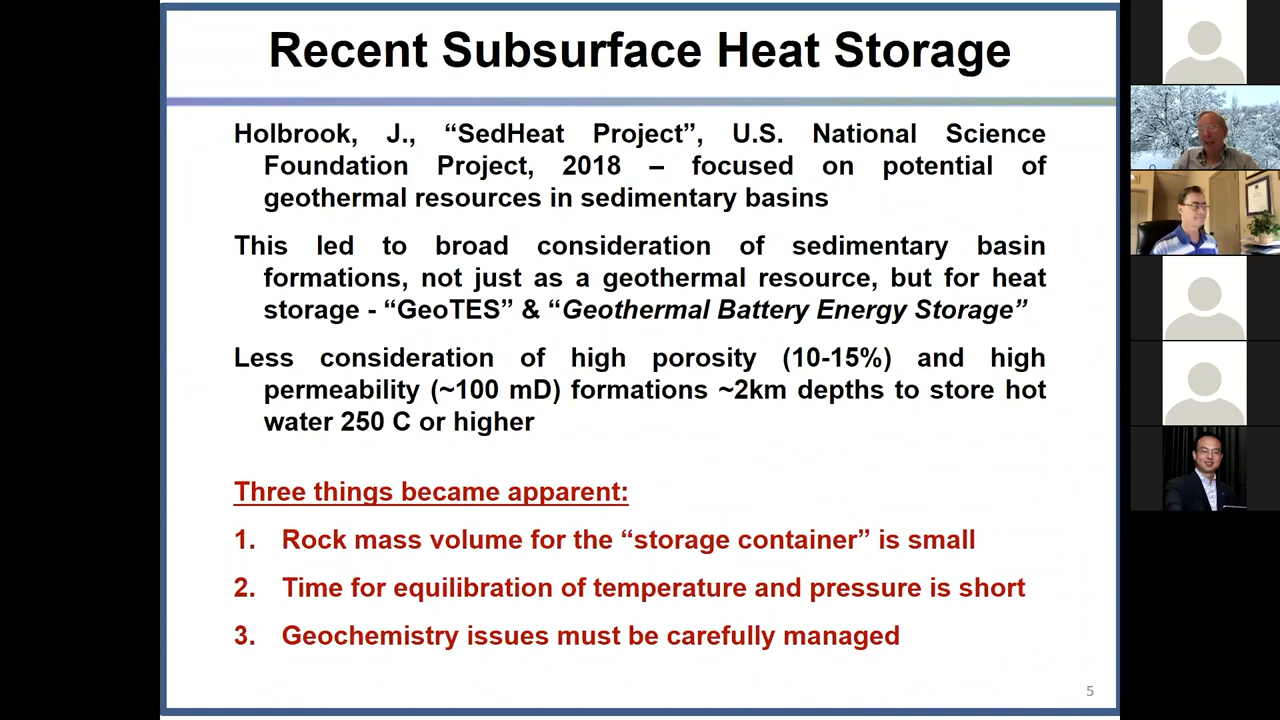 Recent Subsurface Heat Storage
Holbrook, J., “SedHeat Project”, U.S. National Science
Foundation Project, 2018 – focused on potential of
geothermal resources in sedimentary basins
This led to broad consideration of sedimentary basin
formations, not just as a geothermal resource, but for heat
storage - “GeoTES” & “Geothermal Battery Energy Storage”
Less consideration of high porosity (10-15%) and high
permeability (~100 mD) formations ~2km depths to store hot
water 250 C or higher
Three things became apparent:
1. Rock mass volume for the “storage container” is small
2. Time for equilibration of temperature and pressure is short
3. Geochemistry issues must be carefully managed
5